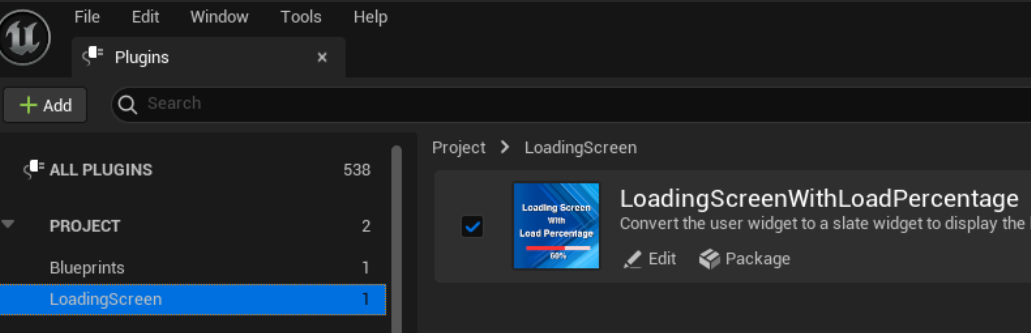 File Edit Window Tools Help
Plugins
Add
Search
ALL PLUGINS 538
PROJECT 2
Blueprints 1
LoadingScreen 1
Project > LoadingScreen
Loading Screen
With
Load Percentage
60%
LoadingScreenWithLoadPercentage
Convert the user widget to a slate widget to display the
Edit Package